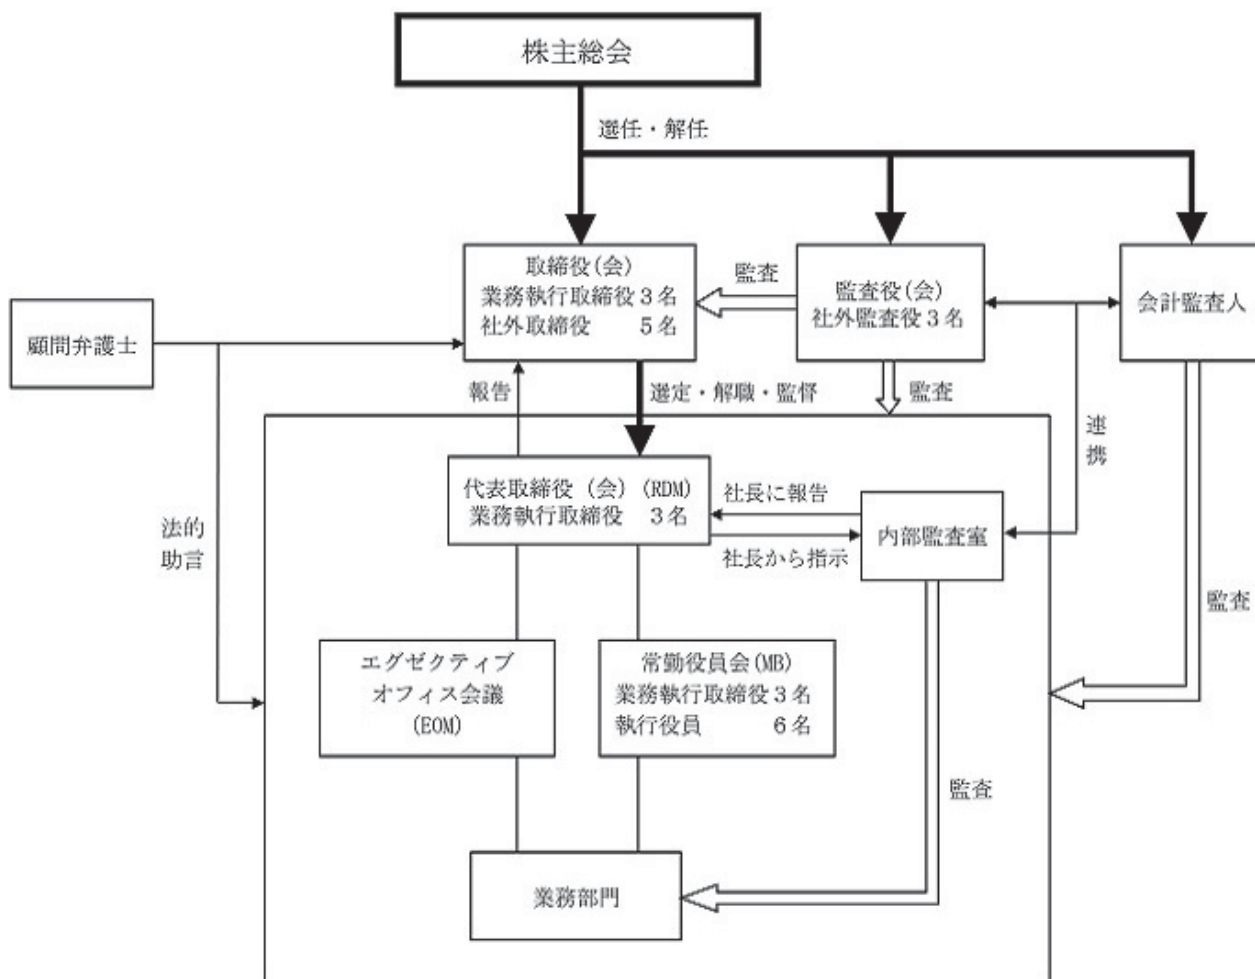 株主総会
選任・解任
取締役(会)
業務執行取締役3名
社外取締役 5名
監査
監査役(会)
社外監査役3名
会計監査人
顧問弁護士
報告
選定・解職・監督
監査
連携
代表取締役 (会) (RDM)
業務執行取締役 3名
社長に報告
社長から指示
内部監査室
法的
助言
監査
エグゼクティブ
オフィス会議
(EOM)
常勤役員会(MB)
業務執行取締役3名
執行役員 6名
監査
業務部門